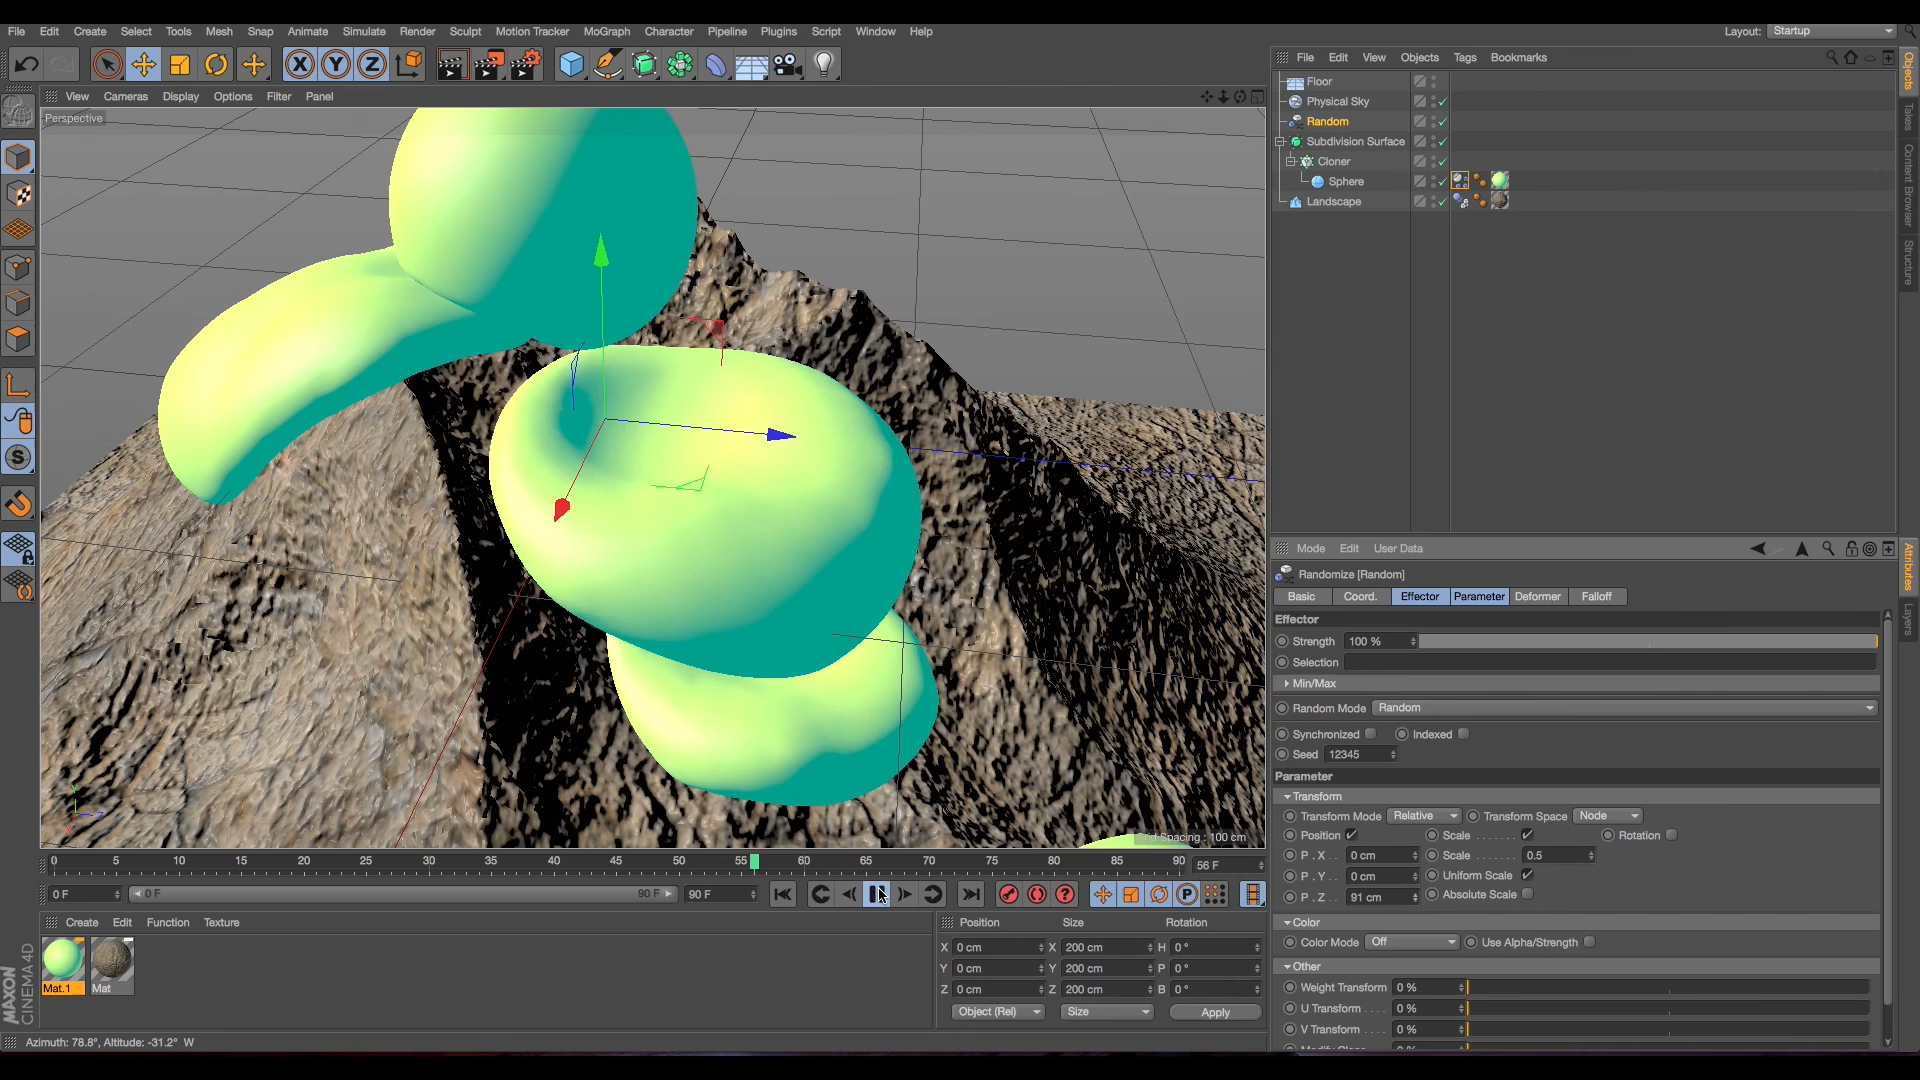 File Edit Create Select Tools Mesh Snap Animate Simulate Render Sculpt Motion Tracker MoGraph Character Pipeline Plugins Script Window Help
Layout: Startup
X Y Z
File Edit View Objects Tags Bookmarks
View Cameras Display Options Filter Panel
Perspective
Floor
Physical Sky
Random
Subdivision Surface
Cloner
Sphere
Landscape
Objects
Takes
Content Browser
Structure
Grid Spacing : 100 cm
Mode Edit User Data
Randomize [Random]
Basic Coord. Effector Parameter Deformer Falloff
Effector
Strength 100 %
Selection
Min/Max
Random Mode Random
Synchronized Indexed
Seed 12345
Parameter
Transform
Transform Mode Relative Transform Space Node
Position Scale ....... Rotation
P . X . . 0 cm Scale ....... 0.5
P . Y . . 0 cm Uniform Scale
P . Z . . 91 cm Absolute Scale
Color
Color Mode Off Use Alpha/Strength
Other
Weight Transform 0 %
U Transform . . . . 0 %
V Transform . . . . 0 %
Attributes
Layers
0 5 10 15 20 25 30 35 40 45 50 55 60 65 70 75 80 85 90 56 F
0 F 0 F 90 F 90 F
Create Edit Function Texture
Mat.1 Mat
Position Size Rotation
X 0 cm X 200 cm H 0 °
Y 0 cm Y 200 cm P 0 °
Z 0 cm Z 200 cm B 0 °
Object (Rel) Size Apply
MAXON
CINEMA 4D
Azimuth: 78.8°, Altitude: -31.2° W